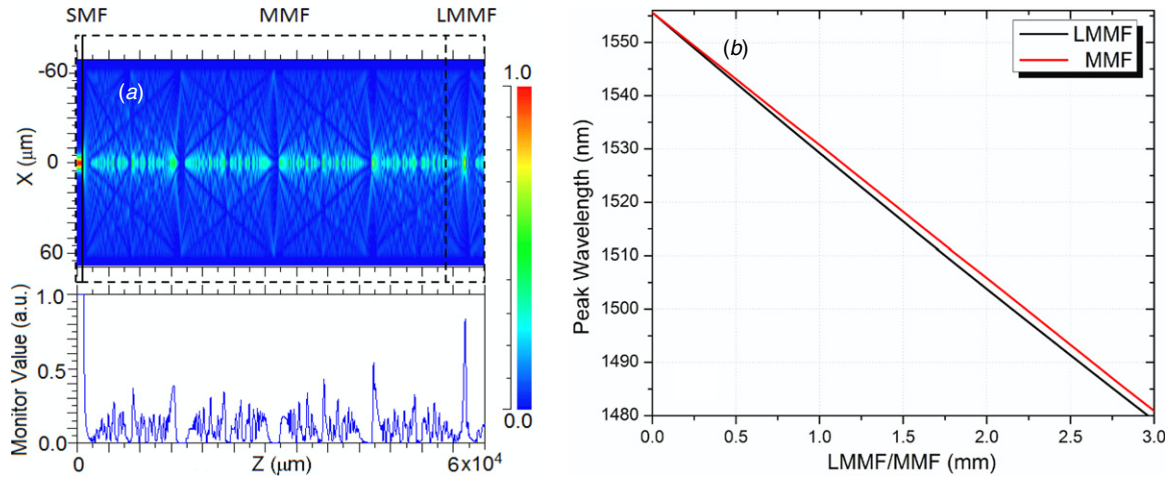 SMF MMF LMMF
(a)
1.0
0.0
-60
0
60
X (μm)
1.0
0.5
0.0
Monitor Value (a.u.)
0 Z (μm) 6x10⁴
(b)
LMMF
MMF
1550
1540
1530
1520
1510
1500
1490
1480
Peak Wavelength (nm)
0.0 0.5 1.0 1.5 2.0 2.5 3.0
LMMF/MMF (mm)